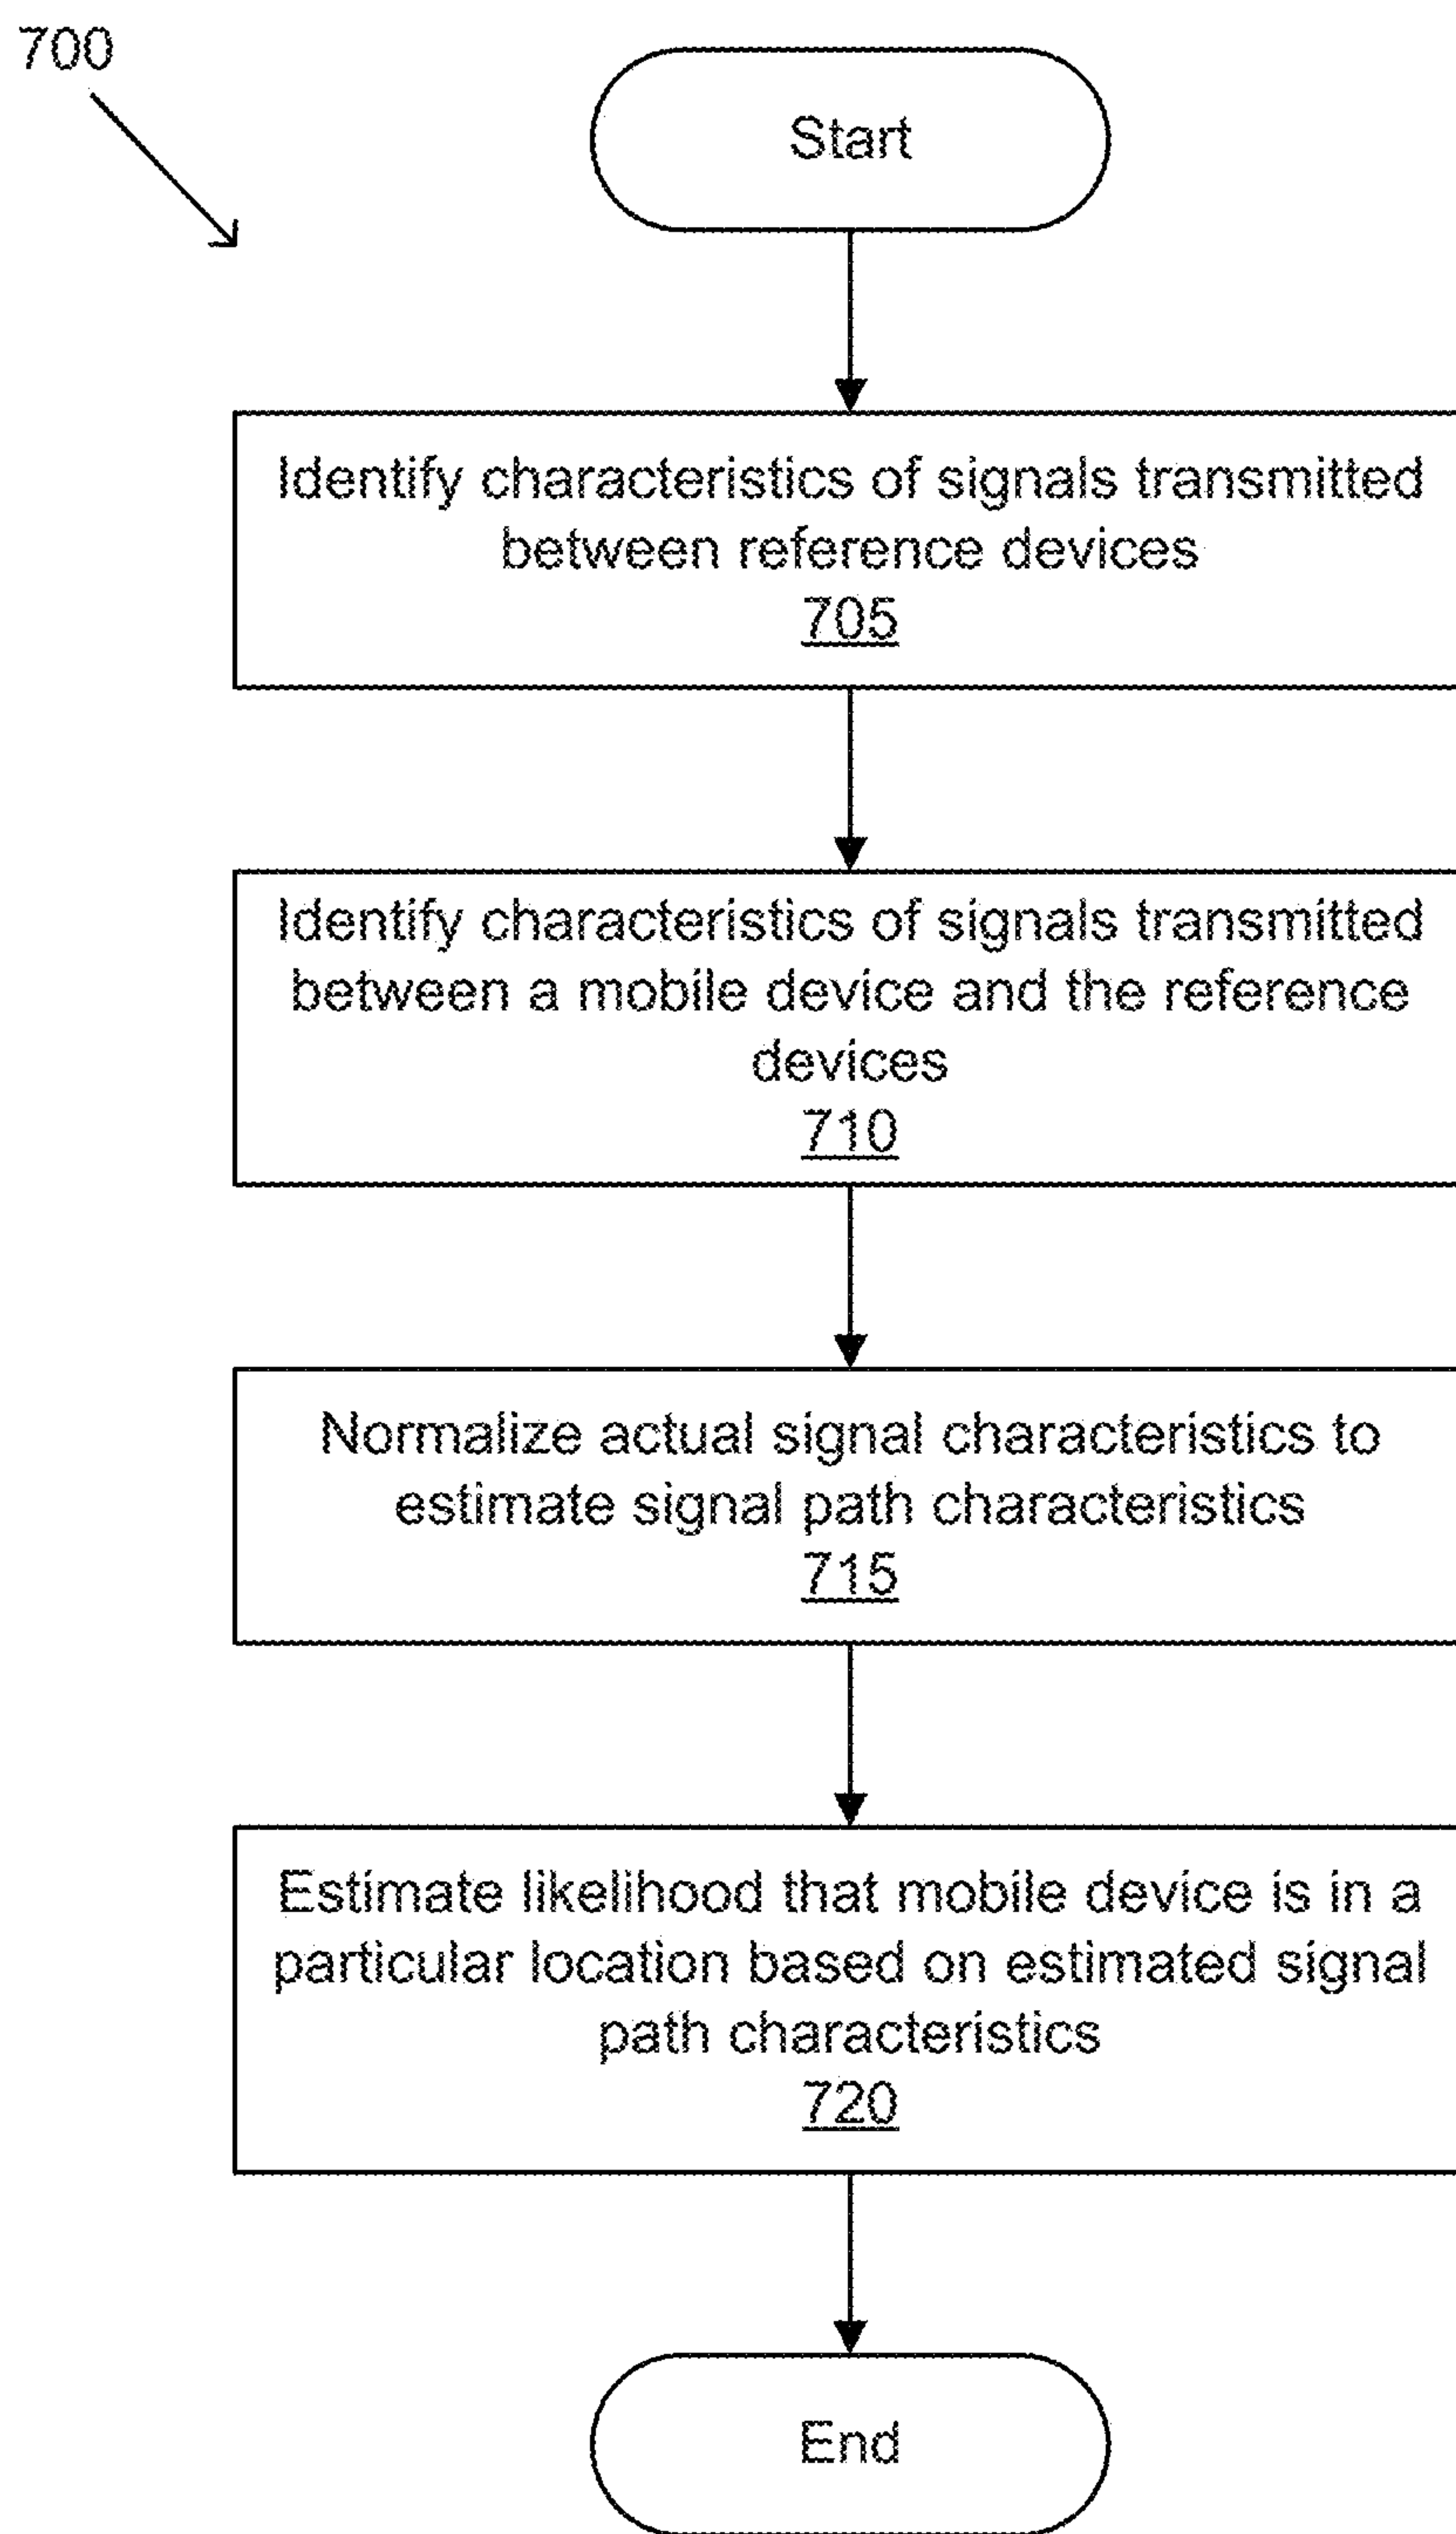 700
Start
Identify characteristics of signals transmitted
between reference devices
705
Identify characteristics of signals transmitted
between a mobile device and the reference
devices
710
Normalize actual signal characteristics to
estimate signal path characteristics
715
Estimate likelihood that mobile device is in a
particular location based on estimated signal
path characteristics
720
End